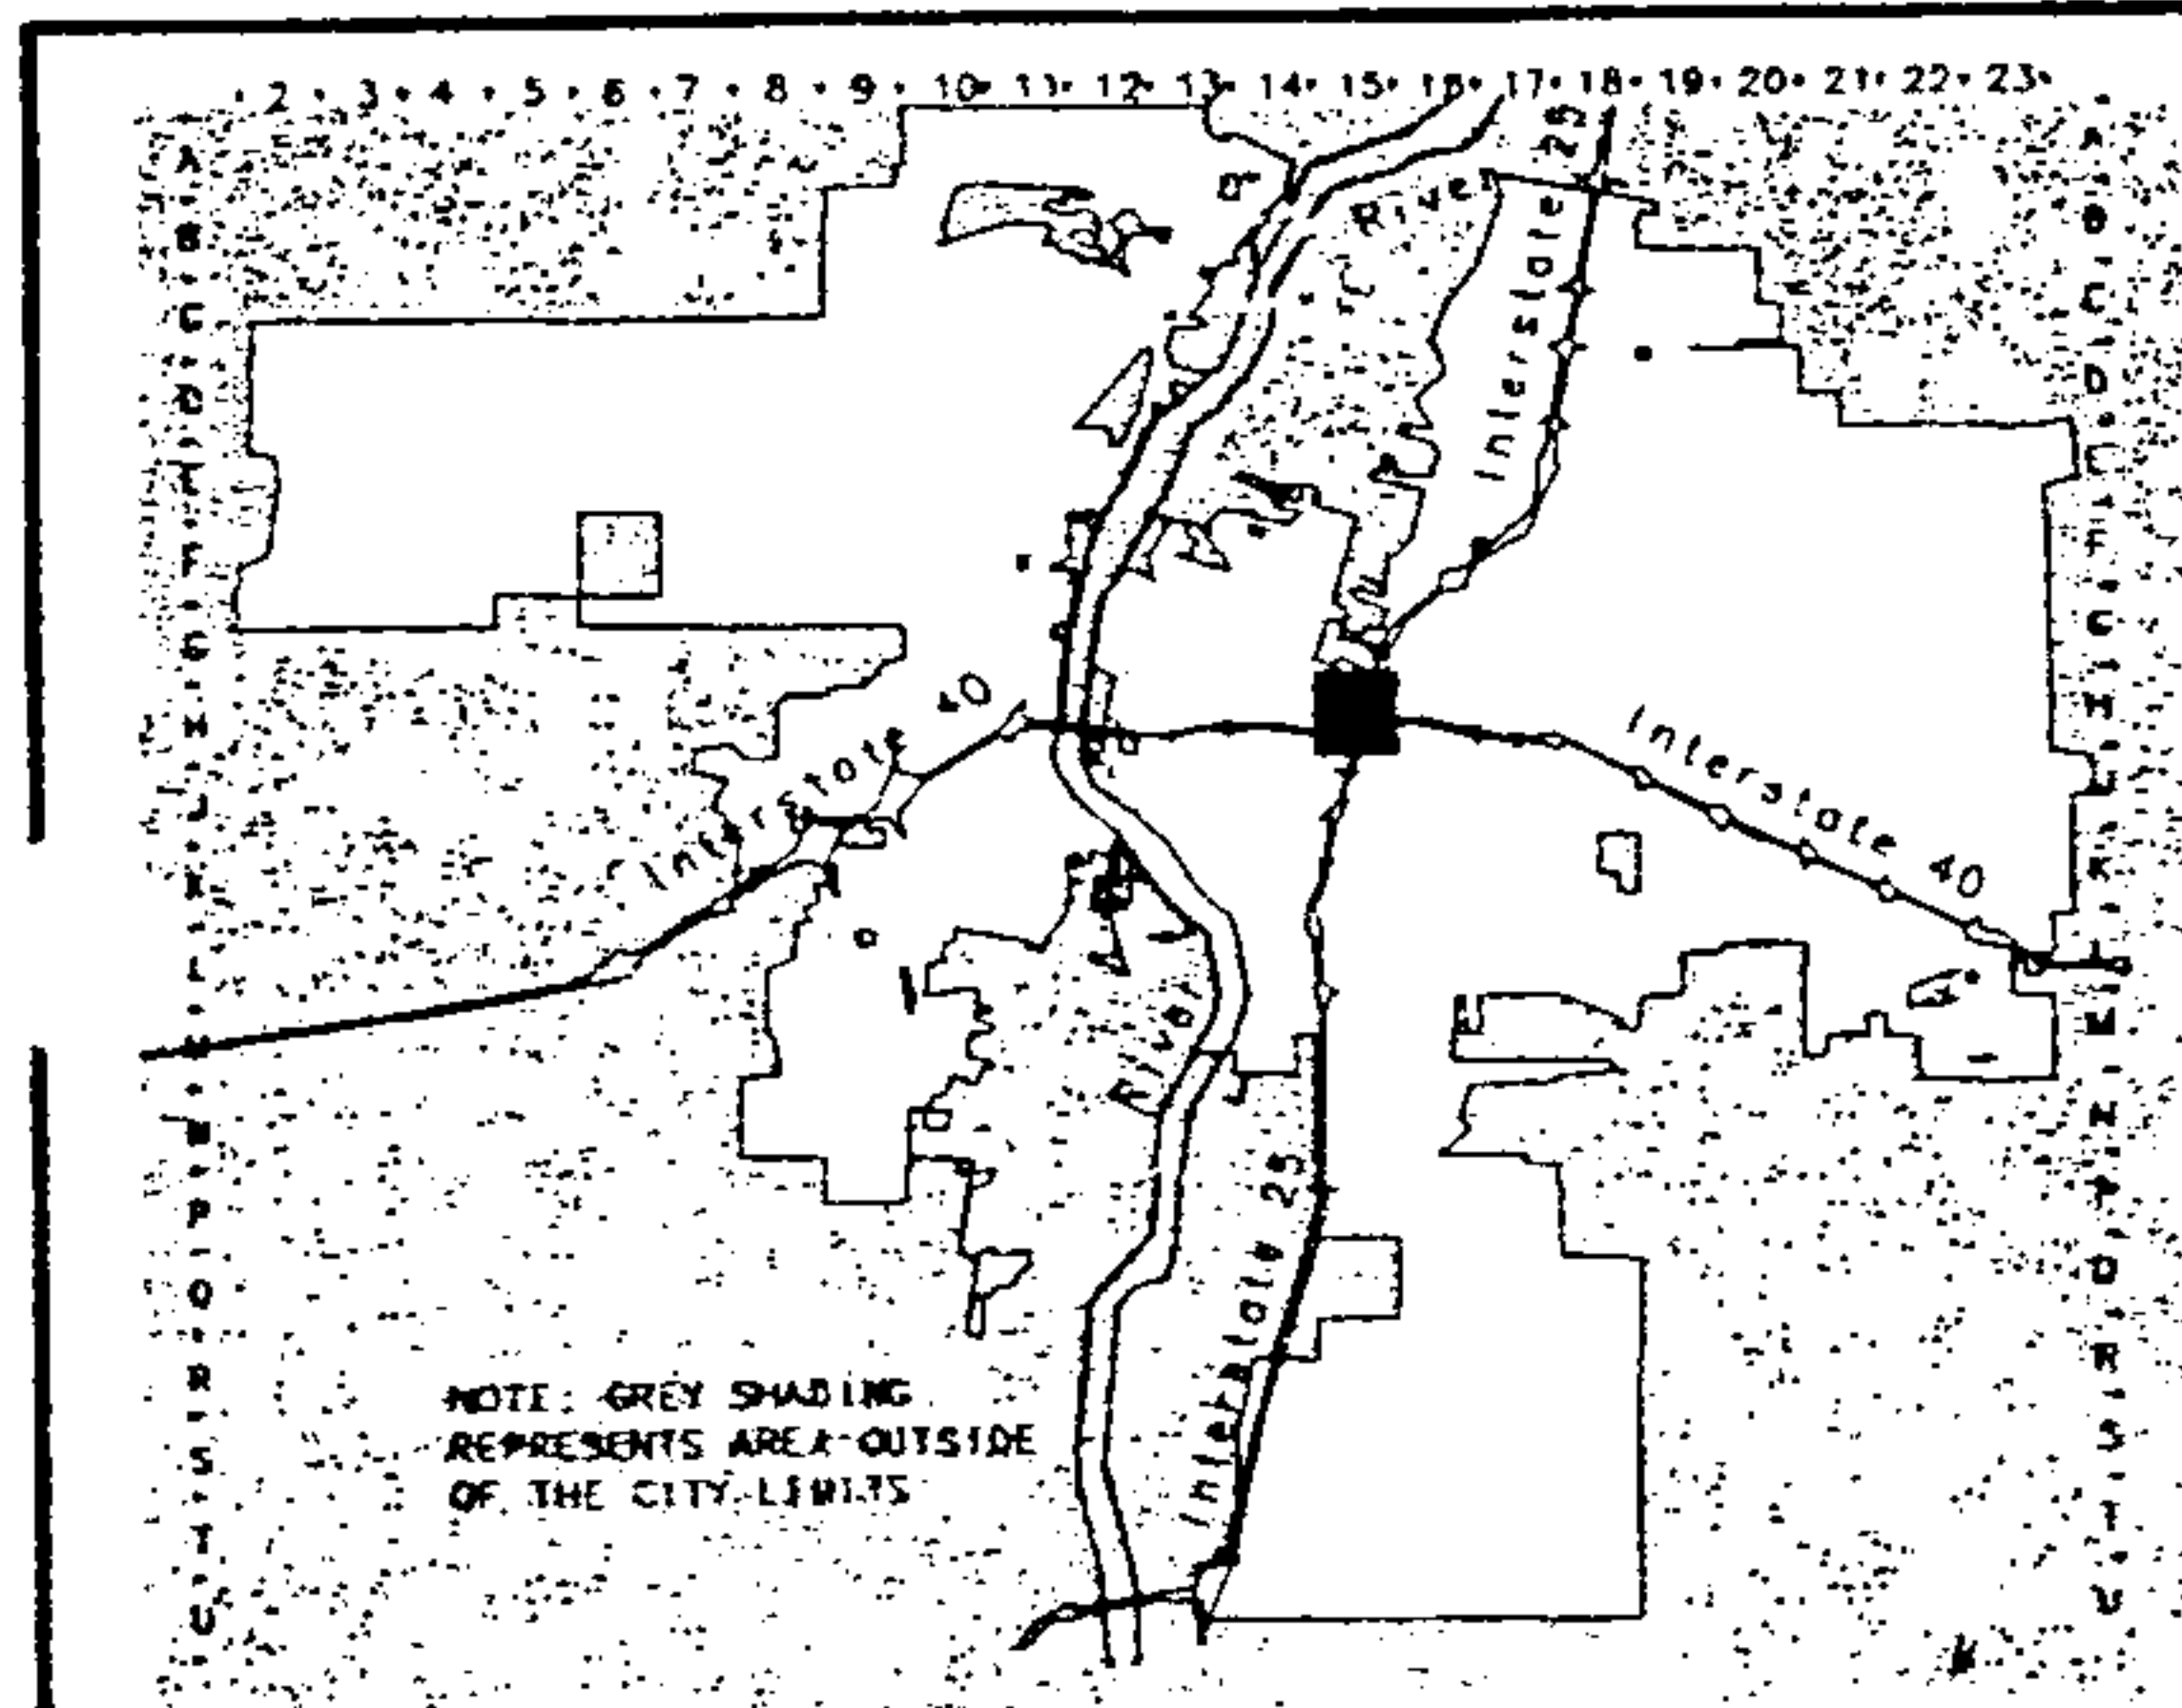 2 · 3 · 4 · 5 · 6 · 7 · 8 · 9 · 10 · 11 · 12 · 13 · 14 · 15 · 16 · 17 · 18 · 19 · 20 · 21 · 22 · 23
A
B
C
D
E
F
G
H
J
K
L
M
N
P
Q
R
S
T
U
River
Interstate 25
Interstate 40
Interstate 40
River
Interstate 25
A
B
C
D
E
F
G
H
J
K
L
M
N
P
Q
R
S
T
U
NOTE: GREY SHADING
REPRESENTS AREA OUTSIDE
OF THE CITY LIMITS